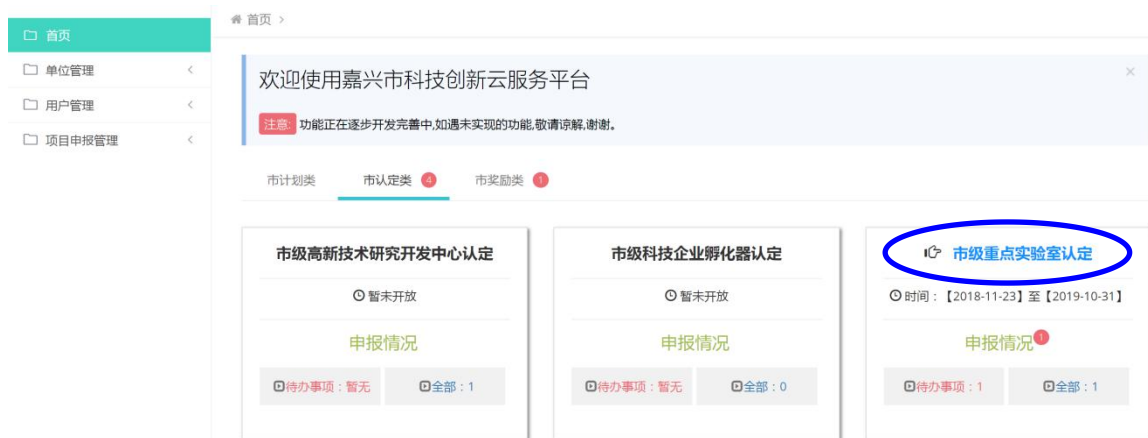 首页 >
首页
单位管理
用户管理
项目申报管理
欢迎使用嘉兴市科技创新云服务平台
注意: 功能正在逐步开发完善中,如遇未实现的功能,敬请谅解,谢谢。
市计划类 市认定类 4 市奖励类 1
市级高新技术研究开发中心认定
暂未开放
申报情况
待办事项：暂无 全部：1
市级科技企业孵化器认定
暂未开放
申报情况
待办事项：暂无 全部：0
市级重点实验室认定
时间：【2018-11-23】至【2019-10-31】
申报情况 1
待办事项：1 全部：1